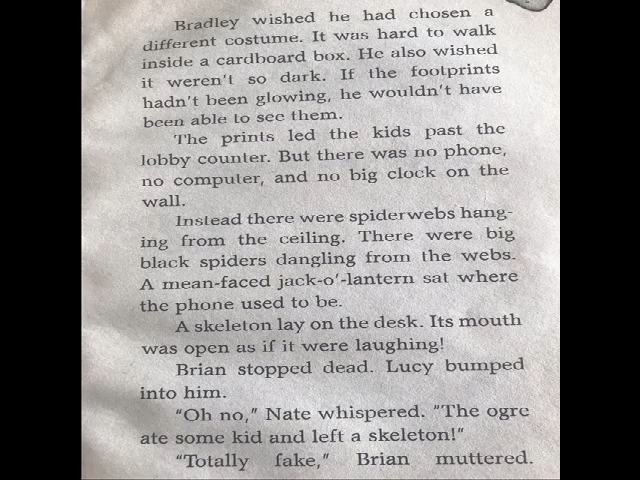 Bradley wished he had chosen a
different costume. It was hard to walk
inside a cardboard box. He also wished
it weren't so dark. If the footprints
hadn't been glowing, he wouldn't have
been able to see them.
The prints led the kids past the
lobby counter. But there was no phone,
no computer, and no big clock on the
wall.
Instead there were spiderwebs hang-
ing from the ceiling. There were big
black spiders dangling from the webs.
A mean-faced jack-o'-lantern sat where
the phone used to be.
A skeleton lay on the desk. Its mouth
was open as if it were laughing!
Brian stopped dead. Lucy bumped
into him.
"Oh no," Nate whispered. "The ogre
ate some kid and left a skeleton!"
"Totally fake," Brian muttered.